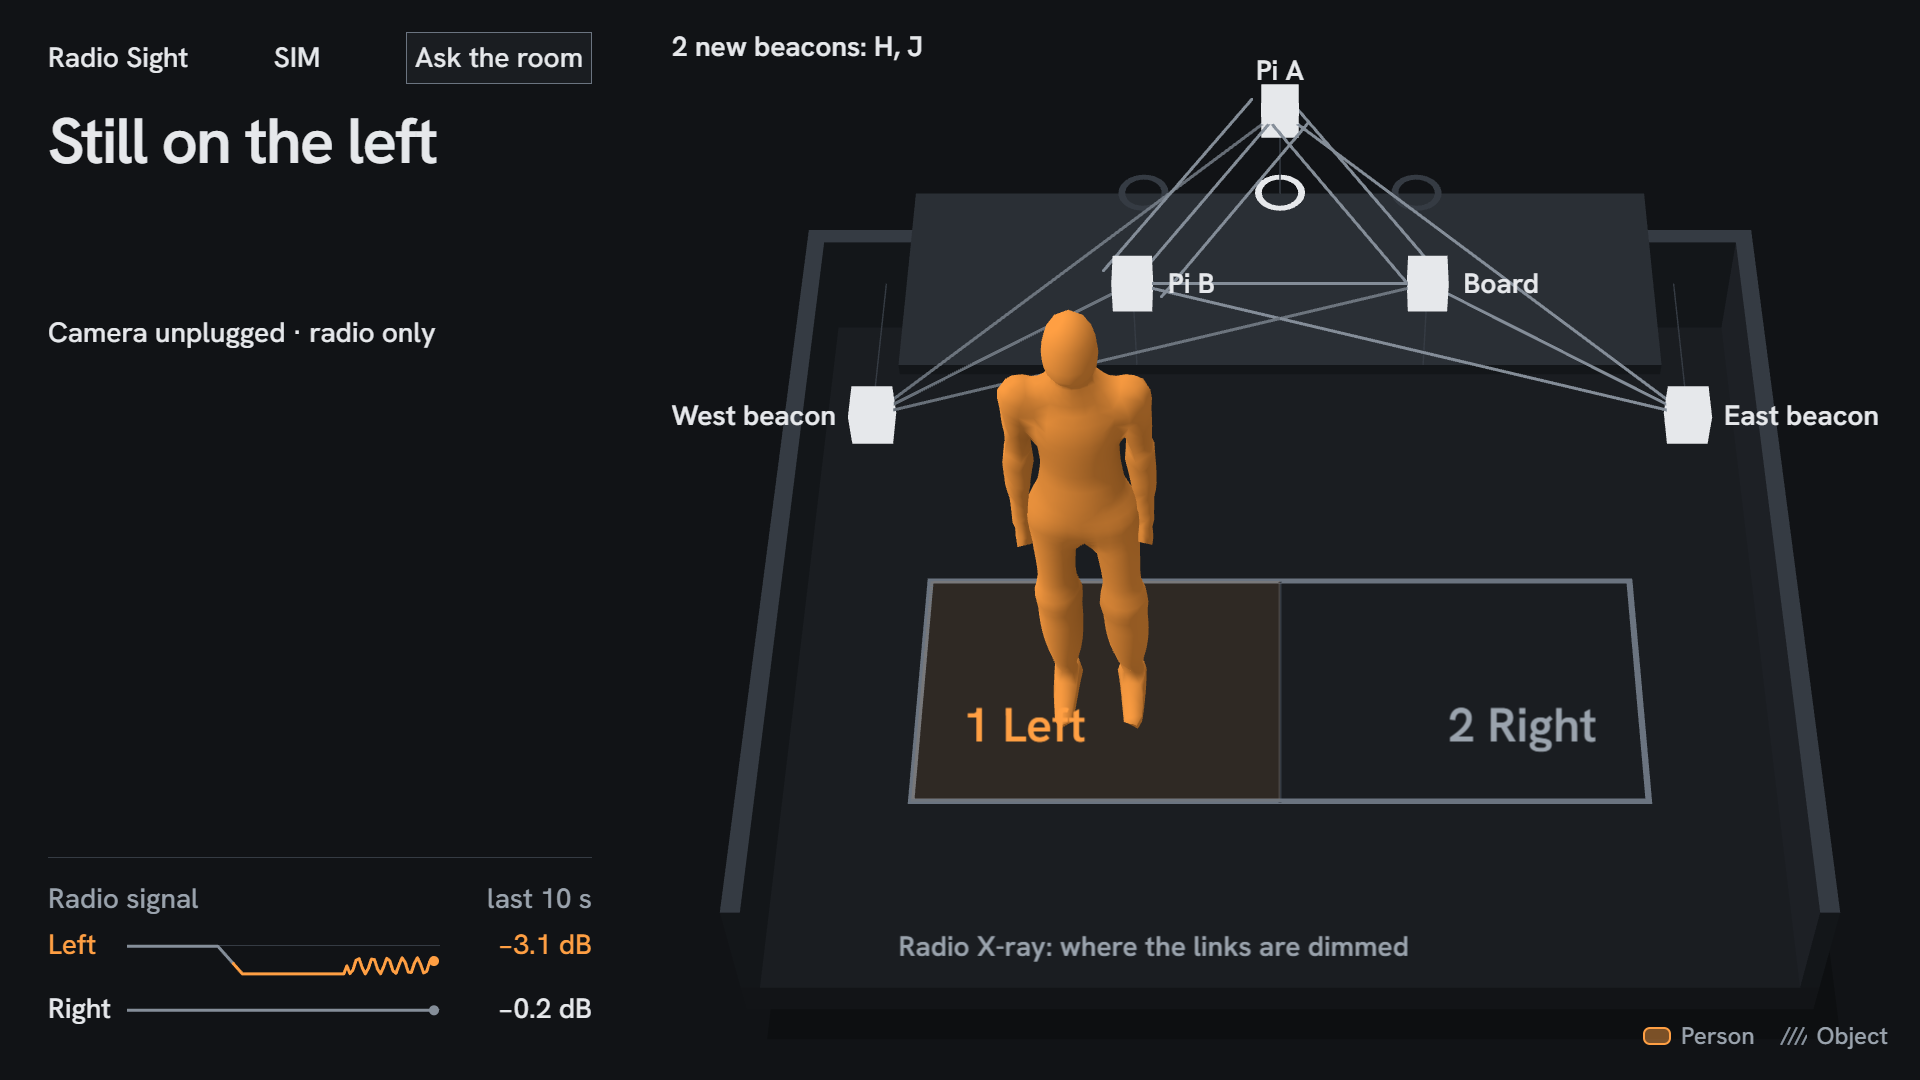 Radio Sight
SIM
Ask the room
Still on the left
Camera unplugged · radio only
2 new beacons: H, J
Pi A
Pi B
Board
West beacon
East beacon
1 Left
2 Right
Radio X-ray: where the links are dimmed
Radio signal
last 10 s
Left
−3.1 dB
Right
−0.2 dB
Person
Object